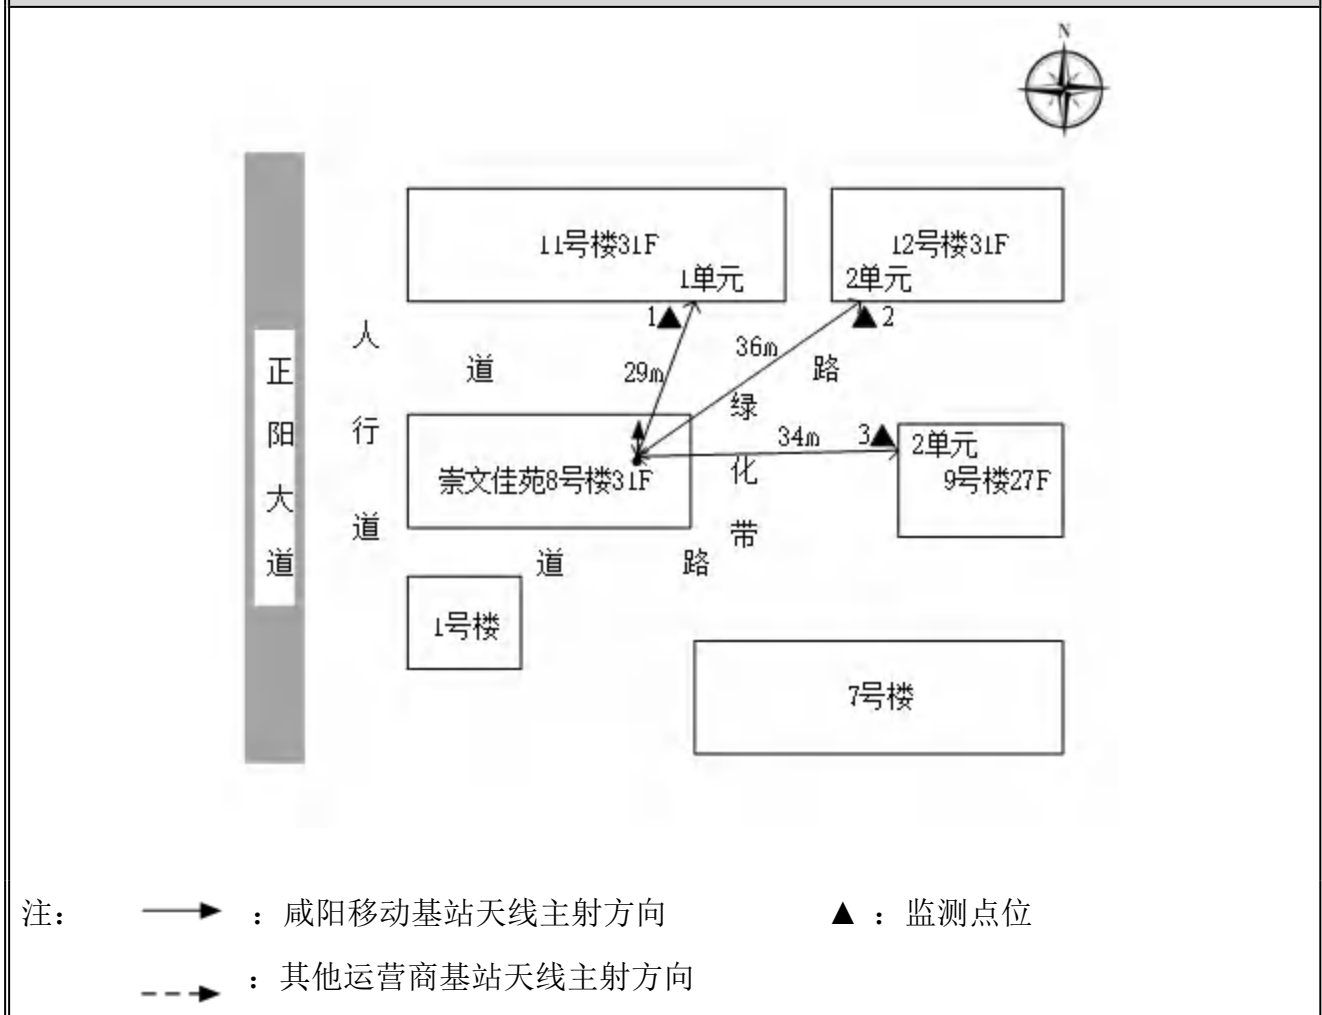 N
11号楼31F
1单元
12号楼31F
2单元
1▲
▲2
人行道
正阳大道
道
路
29m
36m
34m
绿化带
3▲
2单元
9号楼27F
崇文佳苑8号楼31F
道
路
1号楼
7号楼
注：
：咸阳移动基站天线主射方向
▲：监测点位
：其他运营商基站天线主射方向